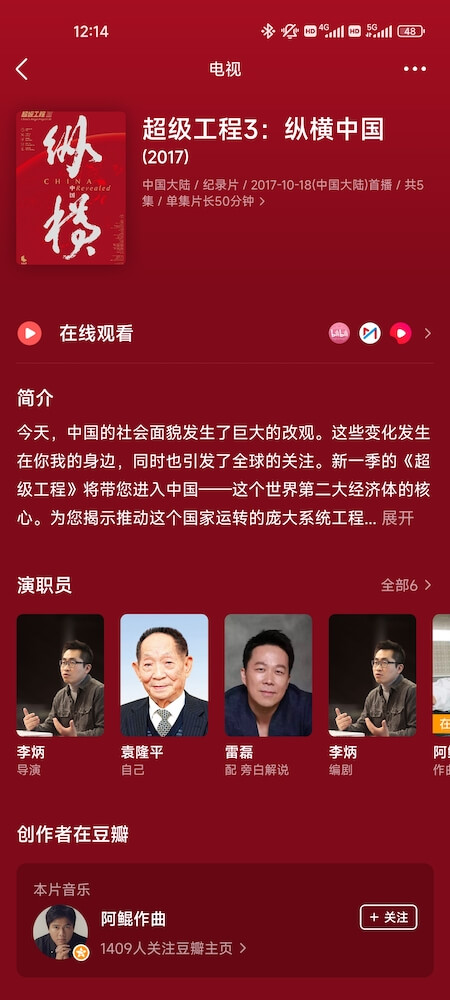 12:14
4G
5G
HD
HD
48
电视
超级工程
纵
CHINA
Revealed
中
国
横
超级工程3：纵横中国
(2017)
中国大陆 / 纪录片 / 2017-10-18(中国大陆)首播 / 共5
集 / 单集片长50分钟
在线观看
简介
今天，中国的社会面貌发生了巨大的改观。这些变化发生
在你我的身边，同时也引发了全球的关注。新一季的《超
级工程》将带您进入中国——这个世界第二大经济体的核
心。为您揭示推动这个国家运转的庞大系统工程... 展开
演职员
全部6
李炳
导演
袁隆平
自己
雷磊
配 旁白解说
李炳
编剧
在
阿
作曲
创作者在豆瓣
本片音乐
阿鲲作曲
1409人关注豆瓣主页
+ 关注